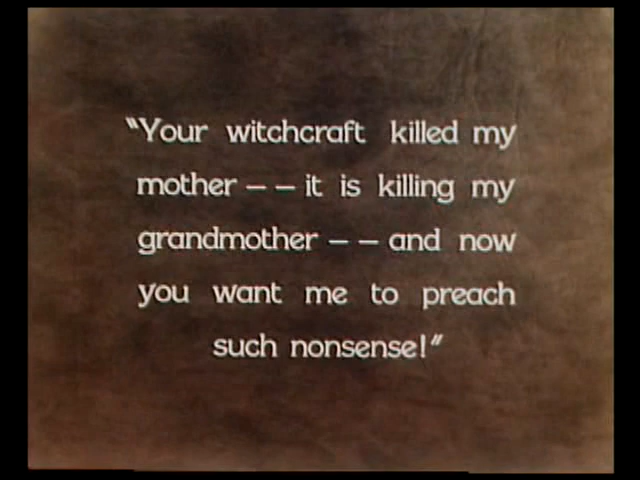 “Your witchcraft killed my
mother -- it is killing my
grandmother -- and now
you want me to preach
such nonsense!”